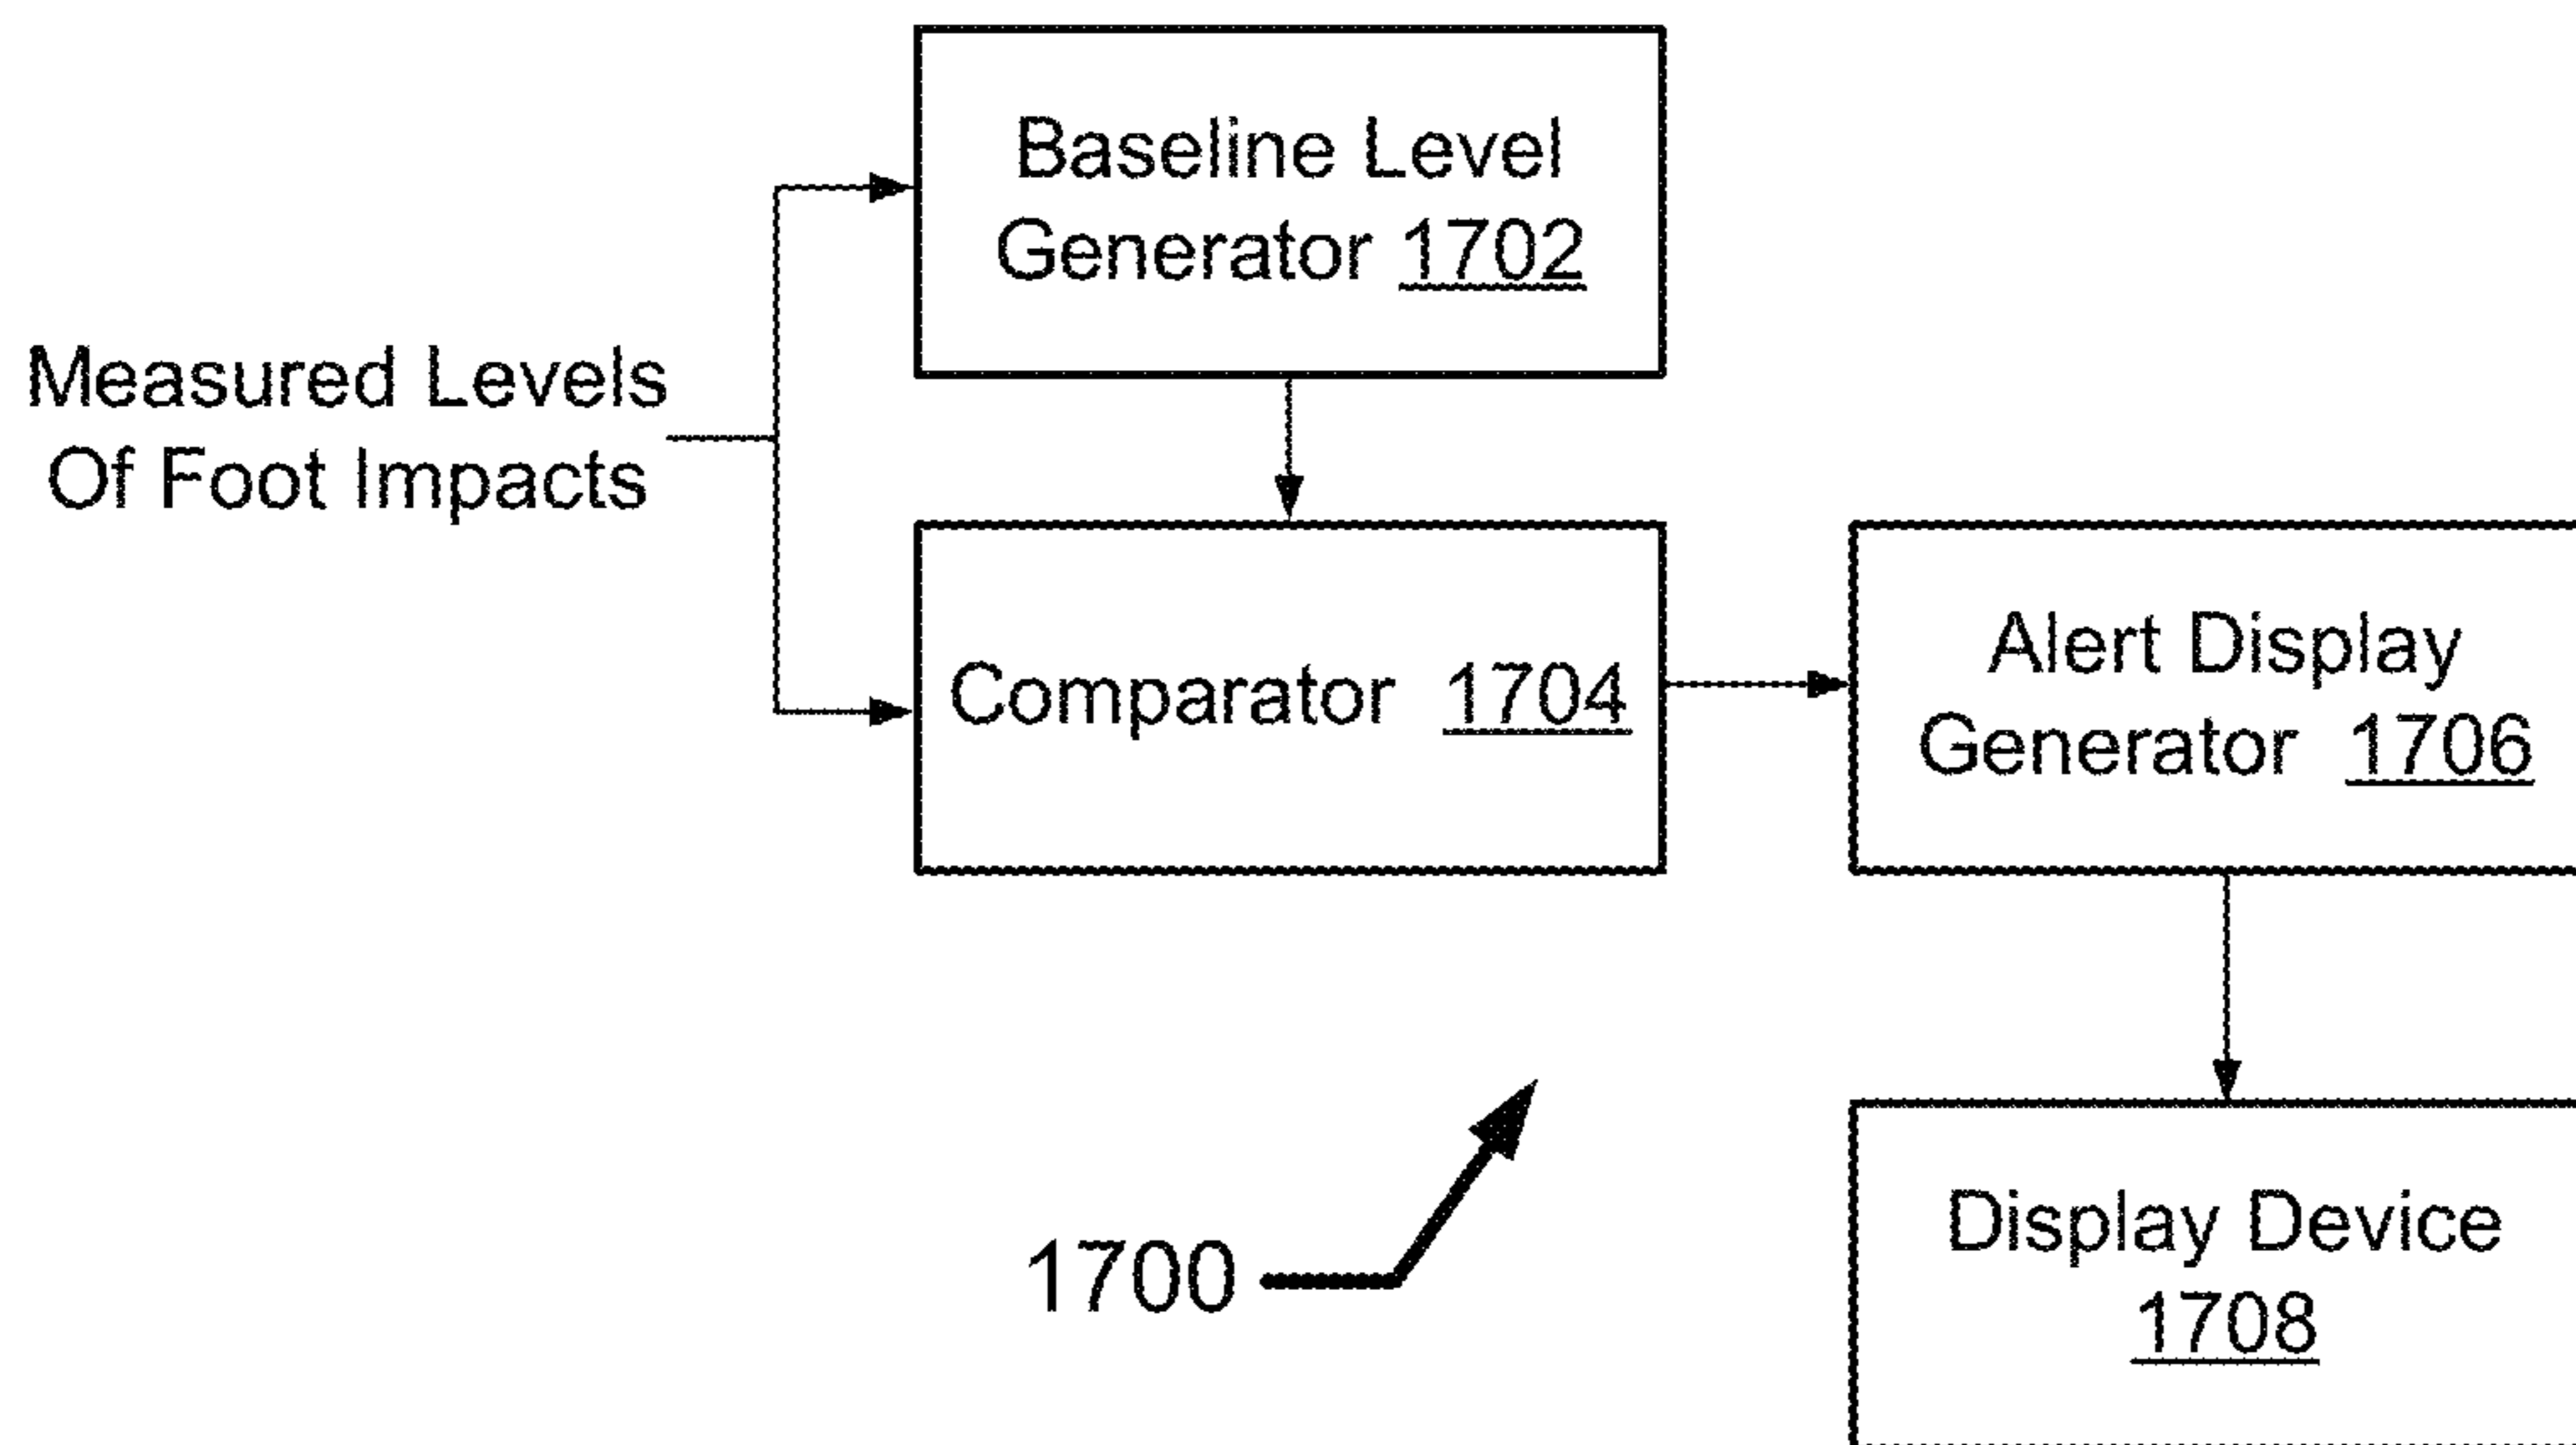 Baseline Level
Generator 1702
Measured Levels
Of Foot Impacts
Comparator 1704
Alert Display
Generator 1706
1700
Display Device
1708